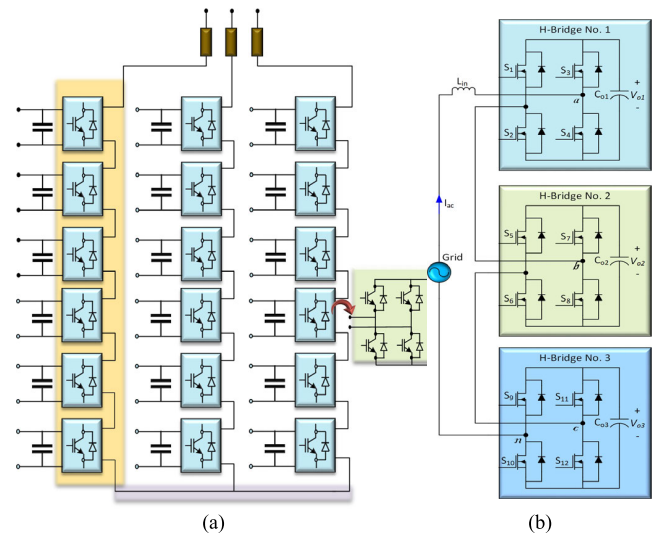 H-Bridge No. 1
S1
S3
Lin
a
Co1
+
Vo1
-
S2
S4
Iac
H-Bridge No. 2
S5
S7
Grid
b
Co2
+
Vo2
-
S6
S8
H-Bridge No. 3
S9
S11
c
Co3
+
Vo3
-
n
S10
S12
(a)
(b)